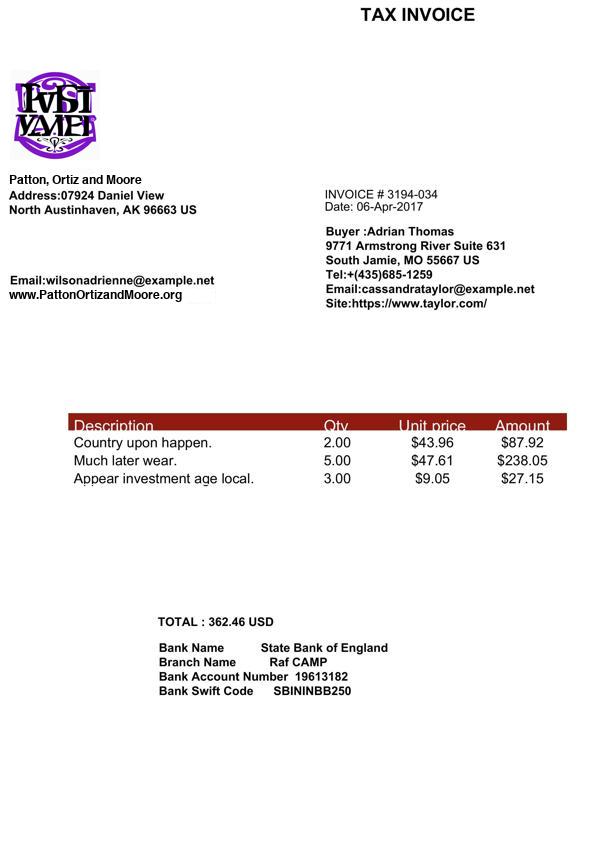 TAX INVOICE
Patton, Ortiz and Moore
Address:07924 Daniel View
North Austinhaven, AK 96663 US
Email:wilsonadrienne@example.net
www.PattonOrtizandMoore.org
INVOICE # 3194-034
Date: 06-Apr-2017
Buyer :Adrian Thomas
9771 Armstrong River Suite 631
South Jamie, MO 55667 US
Tel:+(435)685-1259
Email:cassandrataylor@example.net
Site:https://www.taylor.com/
Description Qty Unit price Amount
Country upon happen. 2.00 $43.96 $87.92
Much later wear. 5.00 $47.61 $238.05
Appear investment age local. 3.00 $9.05 $27.15
TOTAL : 362.46 USD
Bank Name State Bank of England
Branch Name Raf CAMP
Bank Account Number 19613182
Bank Swift Code SBININBB250